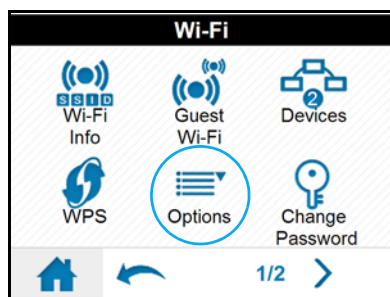 Wi-Fi
SSID
Wi-Fi
Info
Guest
Wi-Fi
2
Devices
WPS
Options
Change
Password
1/2